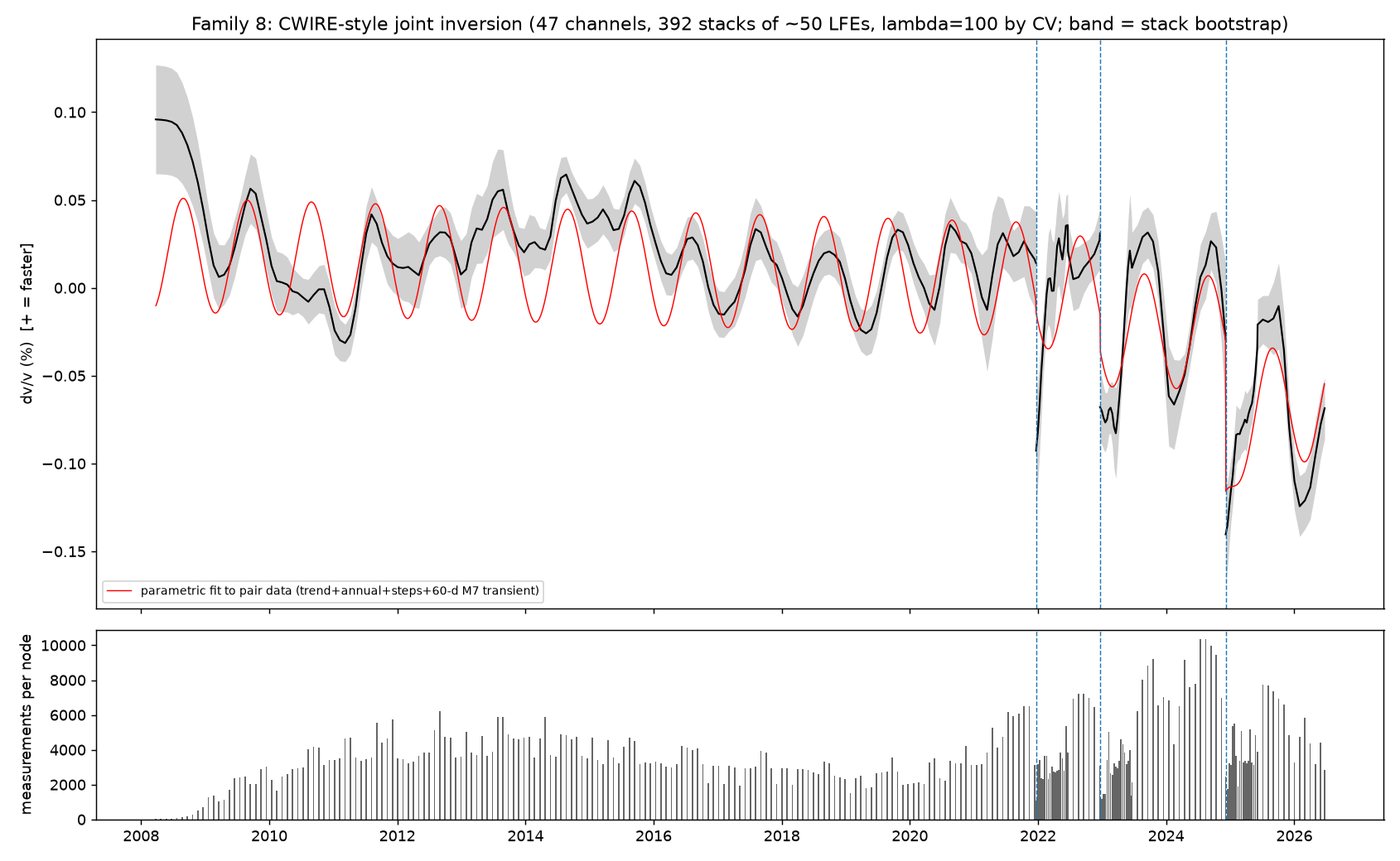 Family 8: CWIRE-style joint inversion (47 channels, 392 stacks of ~50 LFEs, lambda=100 by CV; band = stack bootstrap)
dv/v (%) [+ = faster]
0.10
0.05
0.00
−0.05
−0.10
−0.15
parametric fit to pair data (trend+annual+steps+60-d M7 transient)
measurements per node
10000
8000
6000
4000
2000
0
2008 2010 2012 2014 2016 2018 2020 2022 2024 2026